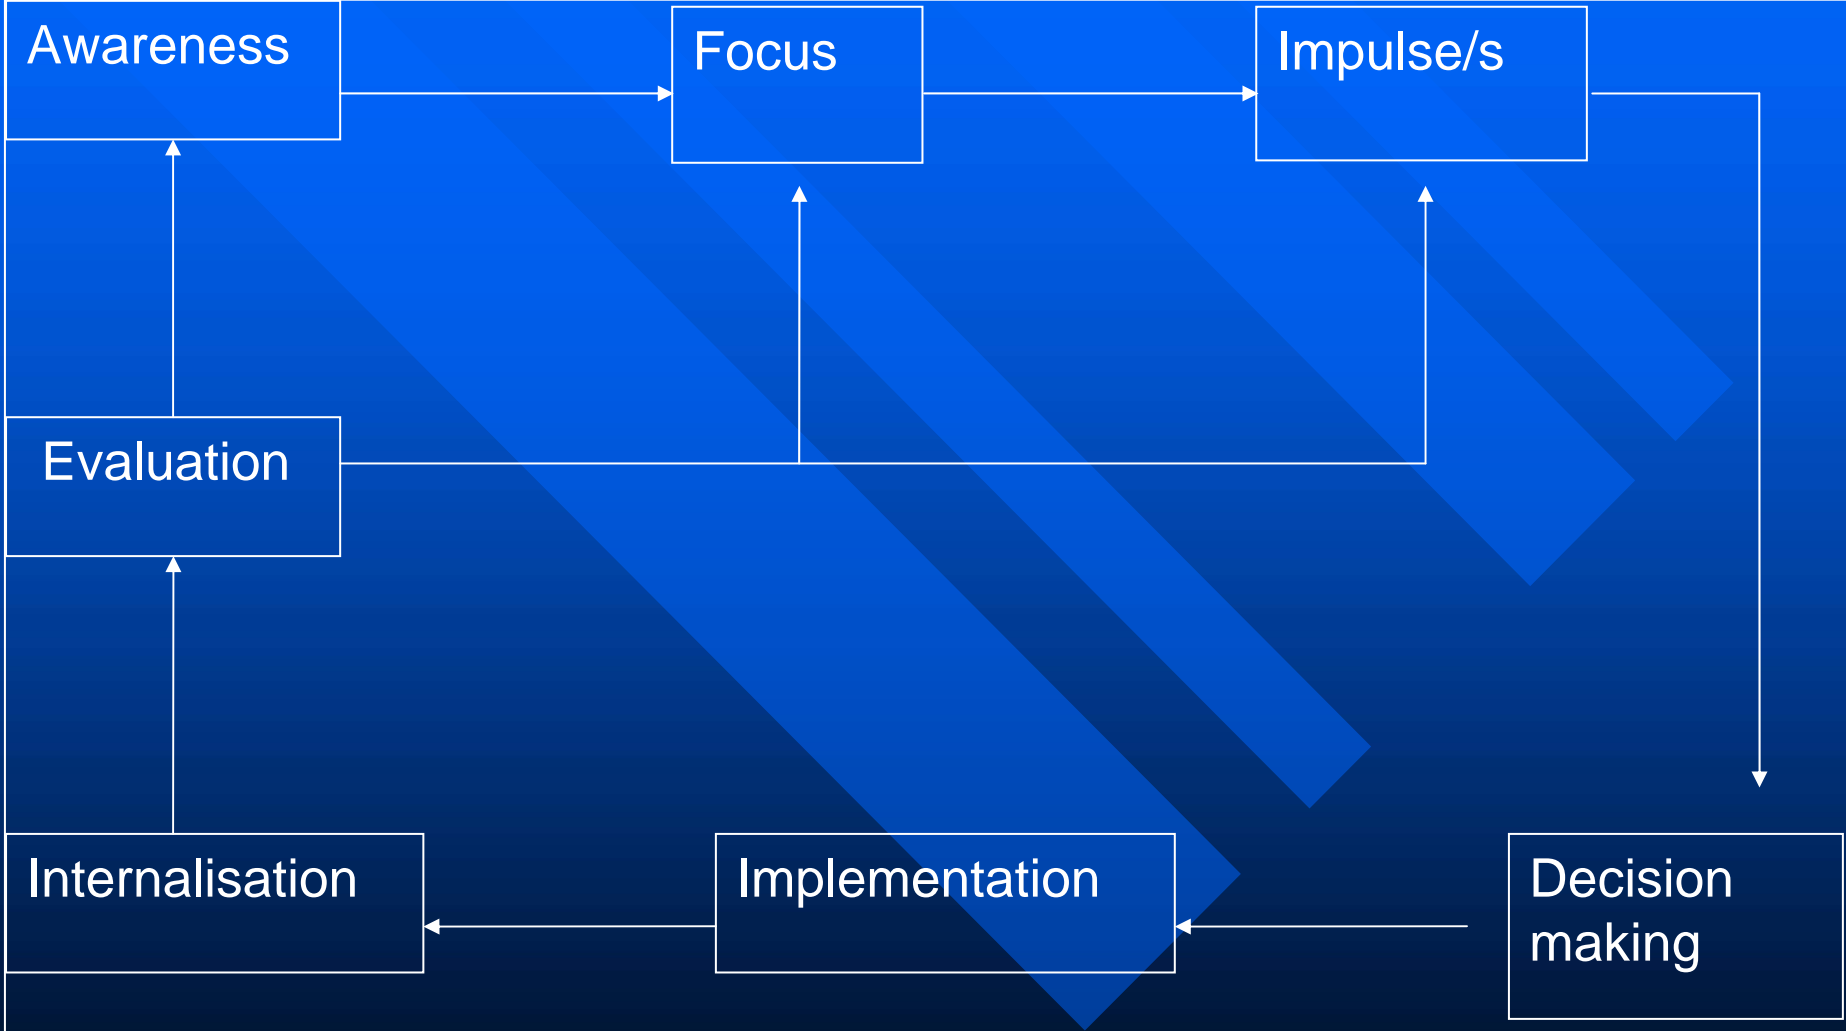 Awareness
Focus
Impulse/s
Evaluation
Internalisation
Implementation
Decision
making